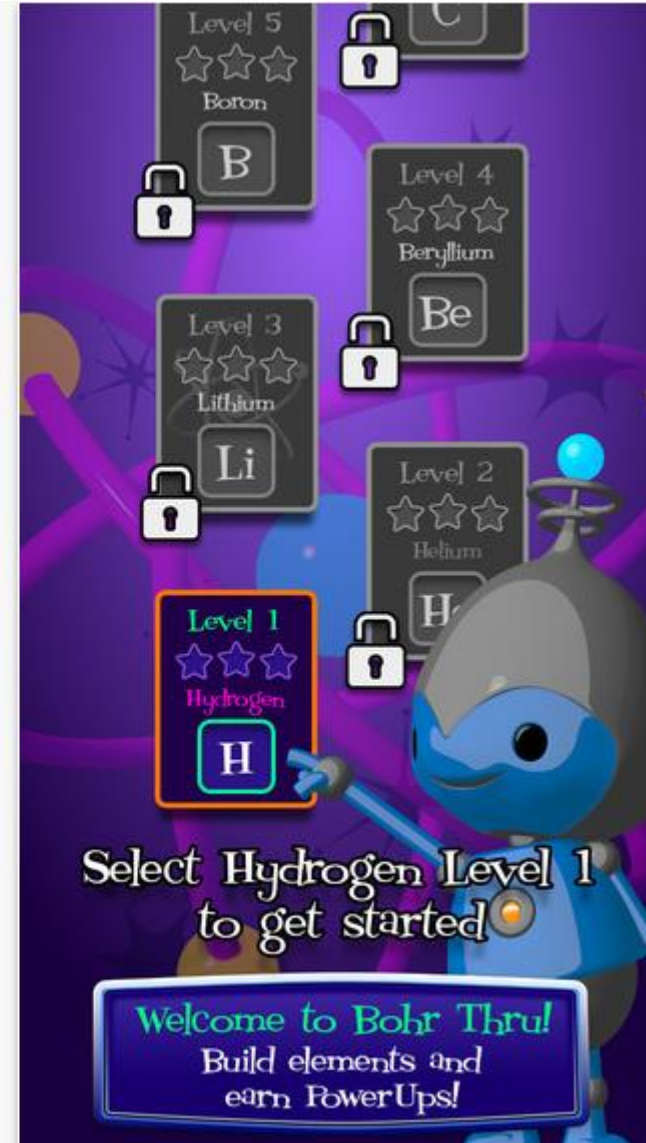 Level 5
Boron
B
C
Level 4
Beryllium
Be
Level 3
Lithium
Li
Level 2
Helium
He
Level 1
Hydrogen
H
Select Hydrogen Level 1
to get started
Welcome to Bohr Thru!
Build elements and
earn PowerUps!